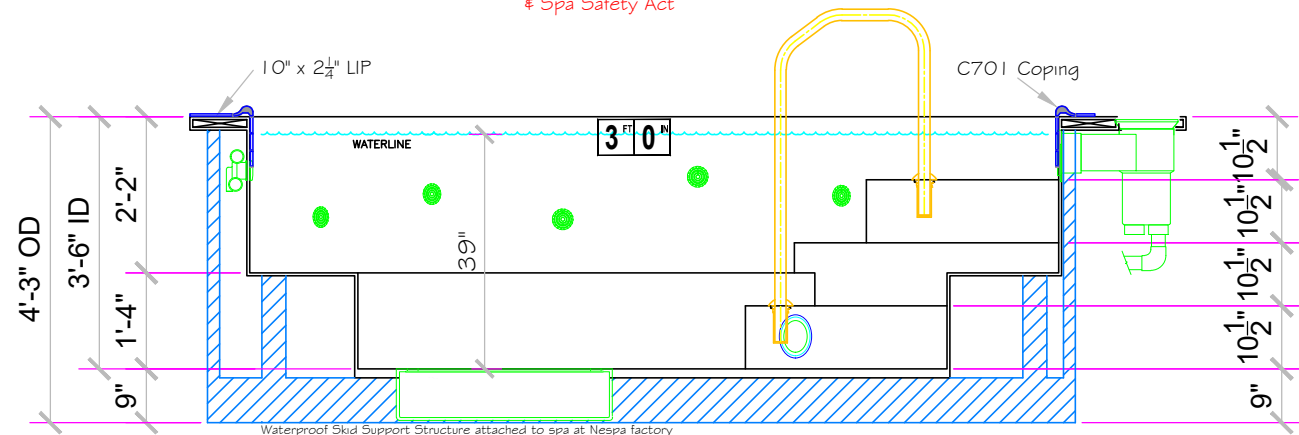 & Spa Safety Act
10" x 2¼" LIP
C701 Coping
3 FT 0 IN
WATERLINE
4'-3" OD
3'-6" ID
2'-2"
1'-4"
9"
39"
10½"
10½"
10½"
10½"
9"
Waterproof Skid Support Structure attached to spa at Nespa factory